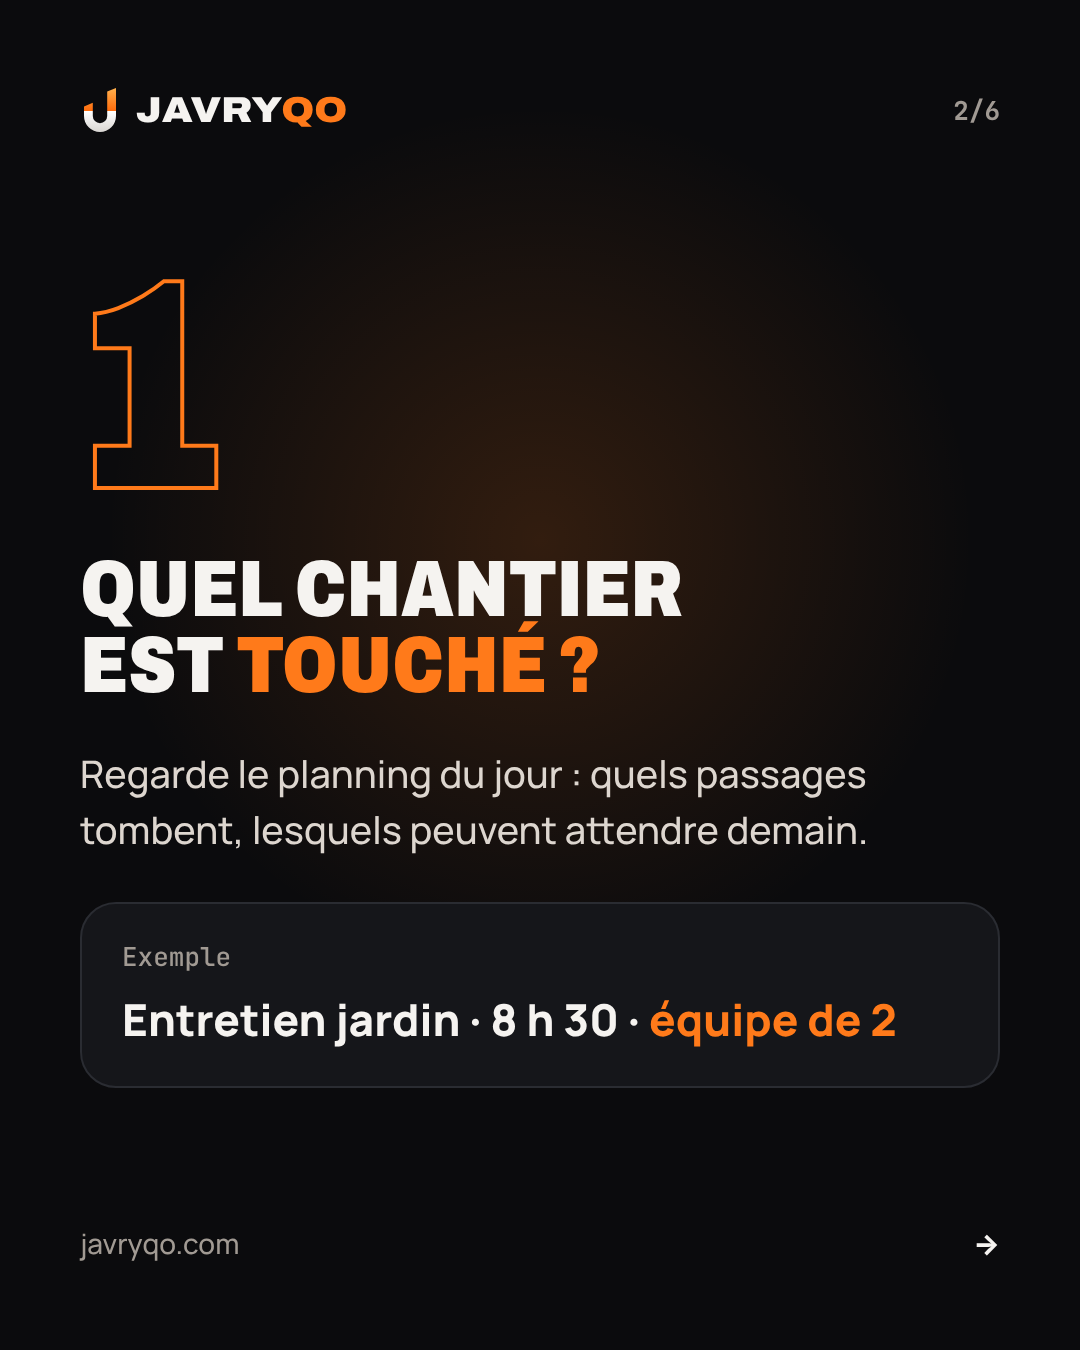 JAVRYQO
2/6
1
QUEL CHANTIER
EST TOUCHÉ ?
Regarde le planning du jour : quels passages
tombent, lesquels peuvent attendre demain.
Exemple
Entretien jardin · 8 h 30 · équipe de 2
javryqo.com →